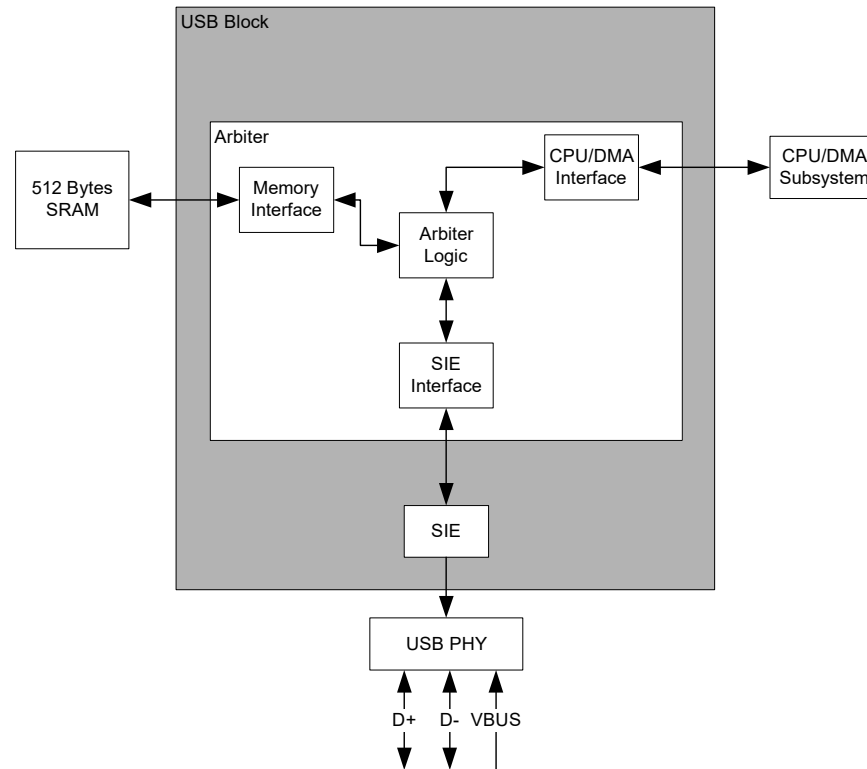 USB Block
Arbiter
512 Bytes
SRAM
Memory
Interface
CPU/DMA
Interface
CPU/DMA
Subsystem
Arbiter
Logic
SIE
Interface
SIE
USB PHY
D+
D-
VBUS